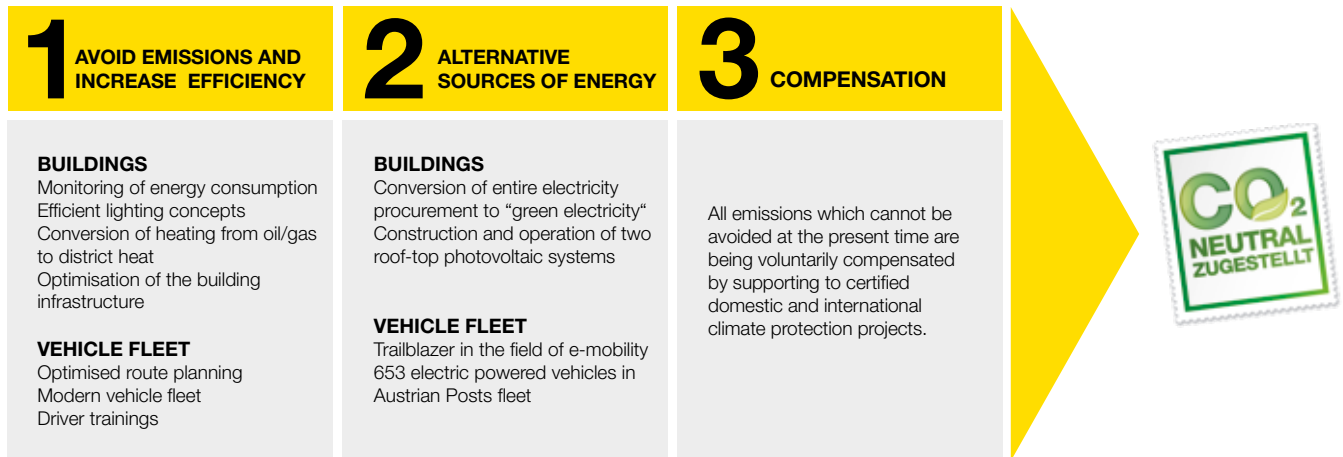 1 AVOID EMISSIONS AND
INCREASE EFFICIENCY
BUILDINGS
Monitoring of energy consumption
Efficient lighting concepts
Conversion of heating from oil/gas
to district heat
Optimisation of the building
infrastructure
VEHICLE FLEET
Optimised route planning
Modern vehicle fleet
Driver trainings
2 ALTERNATIVE
SOURCES OF ENERGY
BUILDINGS
Conversion of entire electricity
procurement to “green electricity“
Construction and operation of two
roof-top photovoltaic systems
VEHICLE FLEET
Trailblazer in the field of e-mobility
653 electric powered vehicles in
Austrian Posts fleet
3 COMPENSATION
All emissions which cannot be
avoided at the present time are
being voluntarily compensated
by supporting to certified
domestic and international
climate protection projects.
CO2
NEUTRAL
ZUGESTELLT